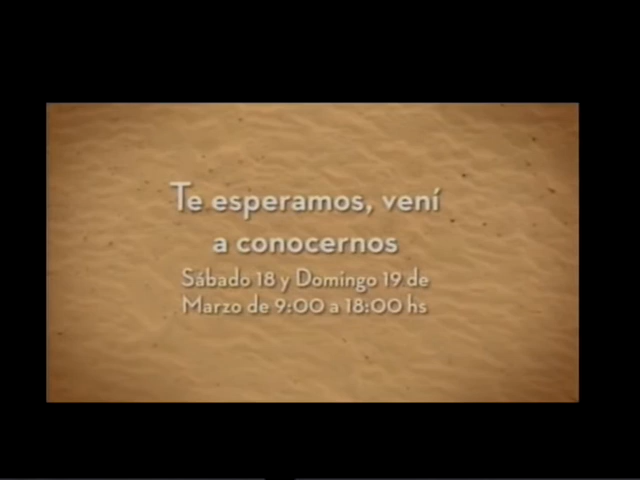 Te esperamos, vení
a conocernos
Sábado 18 y Domingo 19 de
Marzo de 9:00 a 18:00 hs